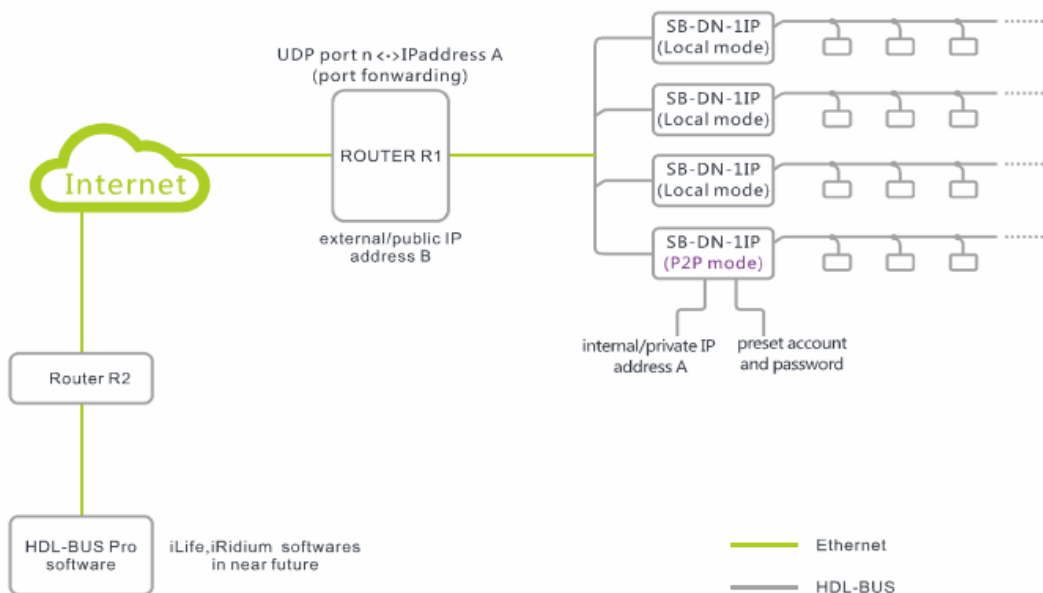 UDP port n <·> IPaddress A
(port fonwarding)
ROUTER R1
external/public IP
address B
Internet
SB-DN-1IP
(Local mode)
SB-DN-1IP
(Local mode)
SB-DN-1IP
(Local mode)
SB-DN-1IP
(P2P mode)
internal/private IP
address A
preset account
and password
Router R2
HDL-BUS Pro
software
iLife,iRidium softwares
in near future
Ethernet
HDL-BUS